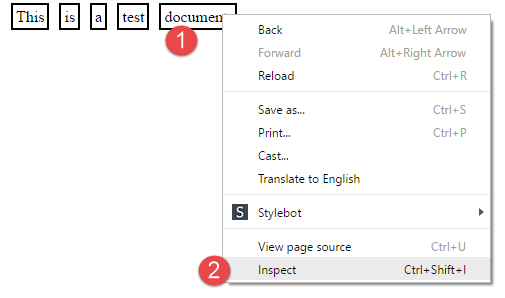 This is a test document
1
Back Alt+Left Arrow
Forward Alt+Right Arrow
Reload Ctrl+R
Save as... Ctrl+S
Print... Ctrl+P
Cast...
Translate to English
S Stylebot
View page source Ctrl+U
2 Inspect Ctrl+Shift+I